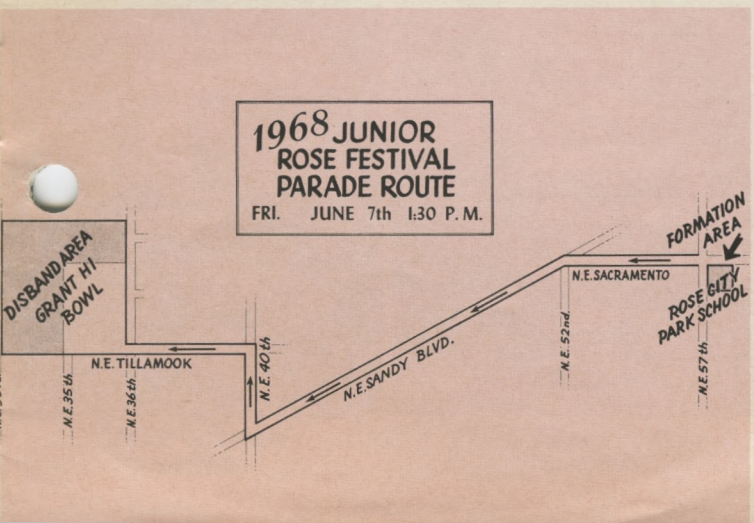 1968 JUNIOR
ROSE FESTIVAL
PARADE ROUTE
FRI. JUNE 7th 1:30 P.M.
FORMATION
AREA
ROSE CITY
PARK SCHOOL
N.E. SACRAMENTO
N.E. 57th
N.E. 52nd.
N.E. SANDY BLVD.
N.E. 40th
N.E. TILLAMOOK
N.E. 36th
N.E. 35th
DISBAND AREA
GRANT HI
BOWL